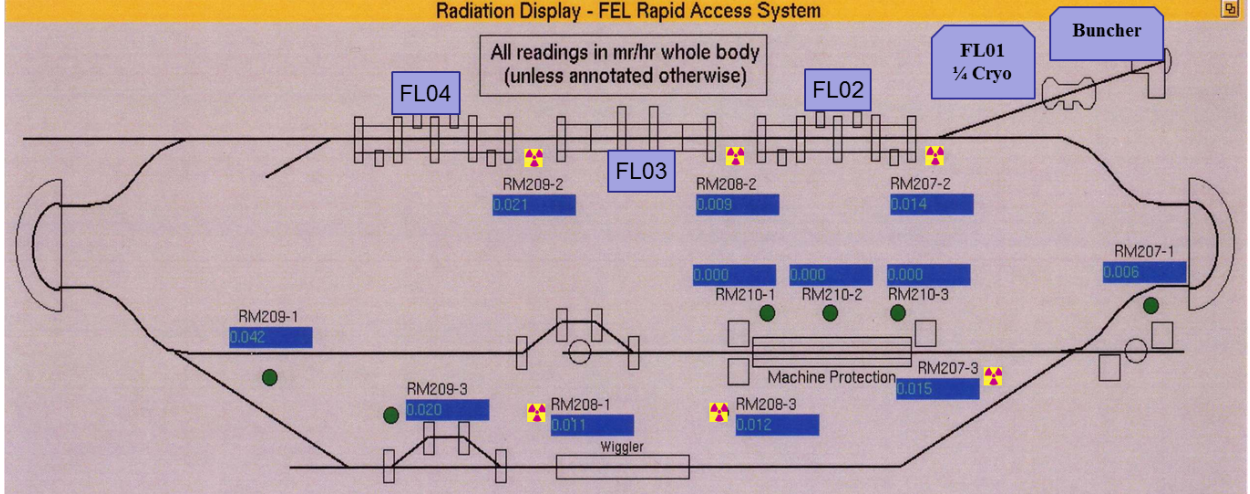 Radiation Display - FEL Rapid Access System
All readings in mr/hr whole body
(unless annotated otherwise)
Buncher
FL01
¼ Cryo
FL04
FL02
FL03
RM209-2
0.021
RM208-2
0.009
RM207-2
0.014
RM207-1
0.006
0.000
0.000
0.000
RM210-1
RM210-2
RM210-3
RM209-1
0.042
Machine Protection
RM207-3
0.015
RM209-3
0.020
RM208-1
0.011
RM208-3
0.012
Wiggler